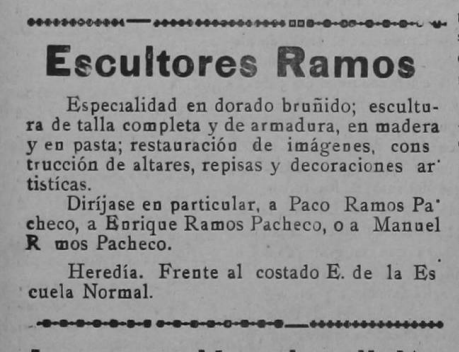 Escultores Ramos
Especialidad en dorado bruñido; escultu-
ra de talla completa y de armadura, en madera
y en pasta; restauración de imágenes, cons
trucción de altares, repisas y decoraciones ar-
tisticas.
Diríjase en particular, a Paco Ramos Pa-
checo, a Enrique Ramos Pacheco, o a Manuel
R mos Pacheco.
Heredía. Frente al costado E. de la Es
cuela Normal.